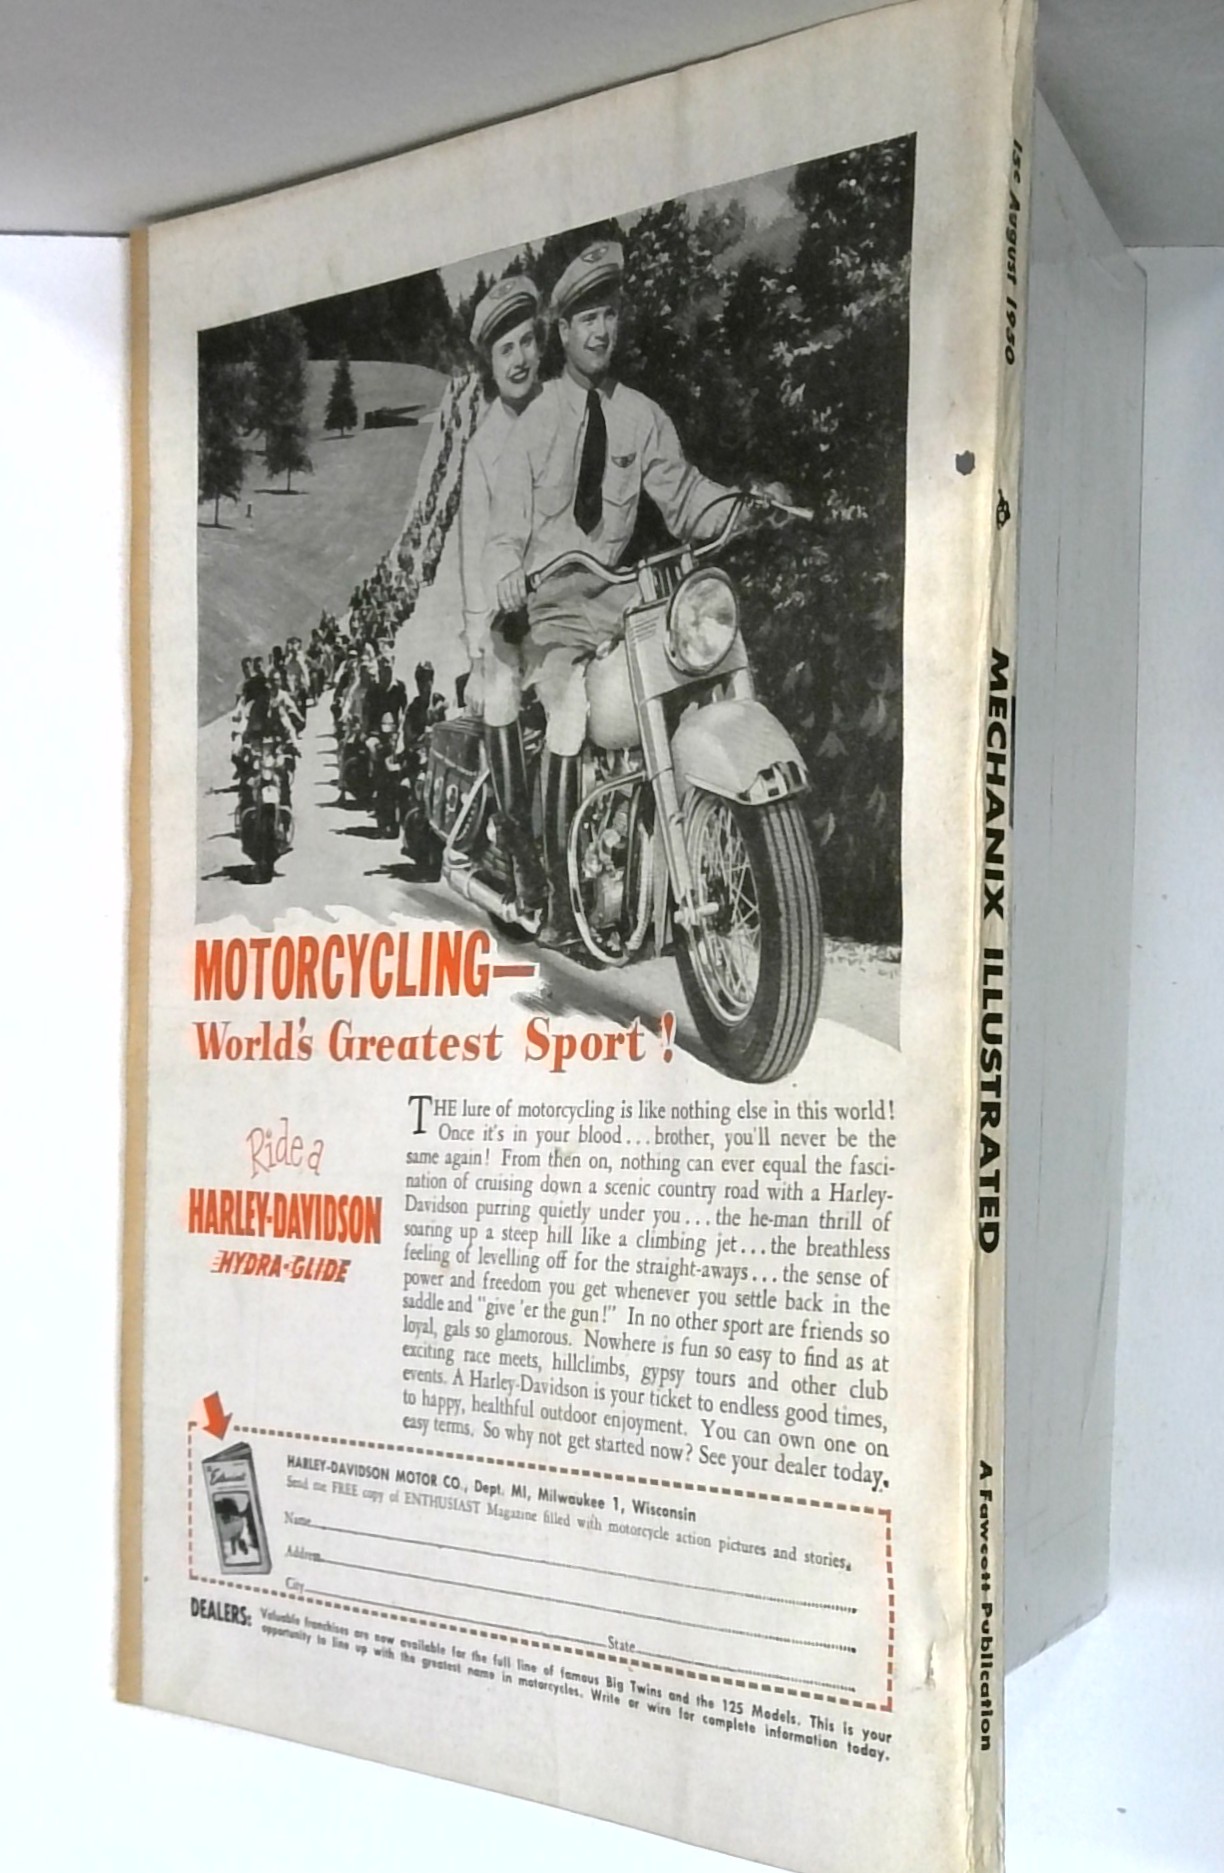 MOTORCYCLING—
World's Greatest Sport!
Ride a
HARLEY-DAVIDSON
HYDRA-GLIDE
THE lure of motorcycling is like nothing else in this world!
Once it's in your blood...brother, you'll never be the
same again! From then on, nothing can ever equal the fasci-
nation of cruising down a scenic country road with a Harley-
Davidson purring quietly under you...the he-man thrill of
soaring up a steep hill like a climbing jet...the breathless
feeling of levelling off for the straight-aways...the sense of
power and freedom you get whenever you settle back in the
saddle and "give 'er the gun!" In no other sport are friends so
loyal, gals so glamorous. Nowhere is fun so easy to find as at
exciting race meets, hillclimbs, gypsy tours and other club
events. A Harley-Davidson is your ticket to endless good times,
to happy, healthful outdoor enjoyment. You can own one on
easy terms. So why not get started now? See your dealer today.
HARLEY-DAVIDSON MOTOR CO., Dept. MI, Milwaukee 1, Wisconsin
Send me FREE copy of ENTHUSIAST Magazine filled with motorcycle action pictures and stories.
Name
Address
City State
DEALERS: Valuable franchises are now available for the full line of famous Big Twins and the 125 Models. This is your
opportunity to line up with the greatest name in motorcycles. Write or wire for complete information today.
15c August 1950
MECHANIX ILLUSTRATED
A Fawcett Publication